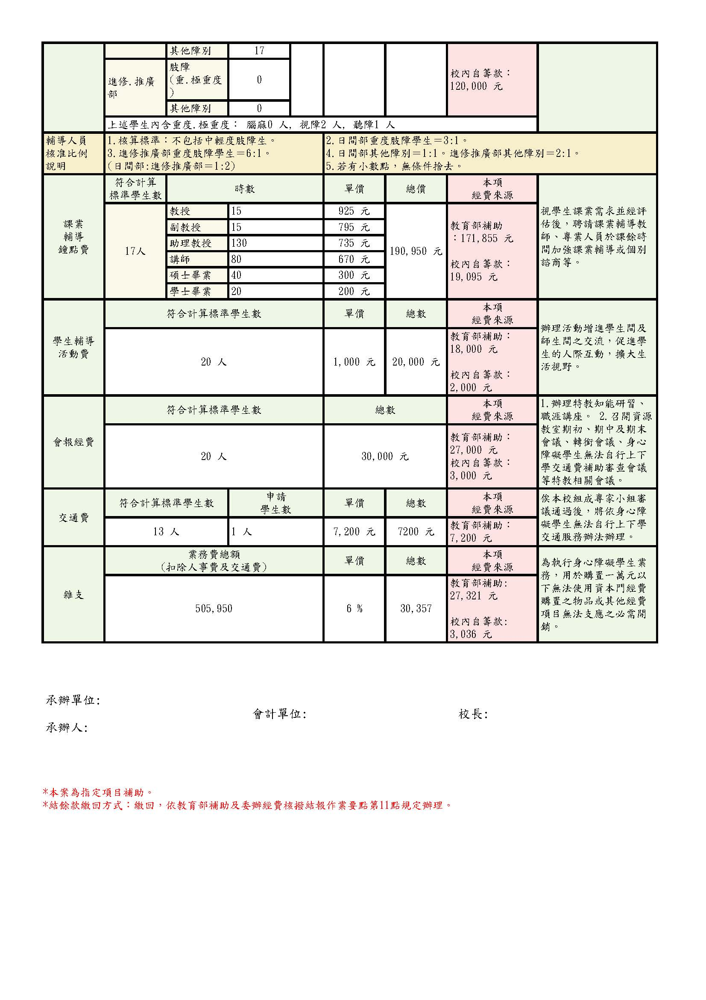 其他障別 17
進修.推廣
部
肢障
(重.極重度
)
0
其他障別 0
校內自籌款：
120,000 元
上述學生內含重度.極重度： 腦麻0 人, 視障2 人, 聽障1 人
輔導人員
核准比例
說明
1.核算標準：不包括中輕度肢障生。
3.進修推廣部重度肢障學生＝6:1。
(日間部:進修推廣部＝1:2)
2.日間部重度肢障學生＝3:1。
4.日間部其他障別＝1:1。進修推廣部其他障別＝2:1。
5.若有小數點，無條件捨去。
課業
輔導
鐘點費
符合計算
標準學生數
時數
單價
總價
本項
經費來源
17人
教授 15 925 元
副教授 15 795 元
助理教授 130 735 元
講師 80 670 元
碩士畢業 40 300 元
學士畢業 20 200 元
190,950 元
教育部補助
：171,855 元
校內自籌款：
19,095 元
視學生課業需求並經評
估後，聘請課業輔導教
師、專業人員於課餘時
間加強課業輔導或個別
諮商等。
學生輔導
活動費
符合計算標準學生數
單價
總數
本項
經費來源
20 人
1,000 元
20,000 元
教育部補助：
18,000 元
校內自籌款：
2,000 元
辦理活動增進學生間及
師生間之交流，促進學
生的人際互動，擴大生
活視野。
會報經費
符合計算標準學生數
總數
本項
經費來源
20 人
30,000 元
教育部補助：
27,000 元
校內自籌款：
3,000 元
1.辦理特教知能研習、
職涯講座。 2.召開資源
教室期初、期中及期末
會議、轉銜會議、身心
障礙學生無法自行上下
學交通費補助審查會議
等特教相關會議。
交通費
符合計算標準學生數
申請
學生數
單價
總數
本項
經費來源
13 人
1 人
7,200 元
7200 元
教育部補助：
7,200 元
俟本校組成專家小組審
議通過後，將依身心障
礙學生無法自行上下學
交通服務辦法辦理。
雜支
業務費總額
(扣除人事費及交通費)
單價
總數
本項
經費來源
505,950
6 %
30,357
教育部補助:
27,321 元
校內自籌款:
3,036 元
為執行身心障礙學生業
務，用於購置一萬元以
下無法使用資本門經費
購置之物品或其他經費
項目無法支應之必需開
銷。
承辦單位:
會計單位:
校長:
承辦人:
*本案為指定項目補助。
*結餘款繳回方式：繳回，依教育部補助及委辦經費核撥結報作業要點第11點規定辦理。